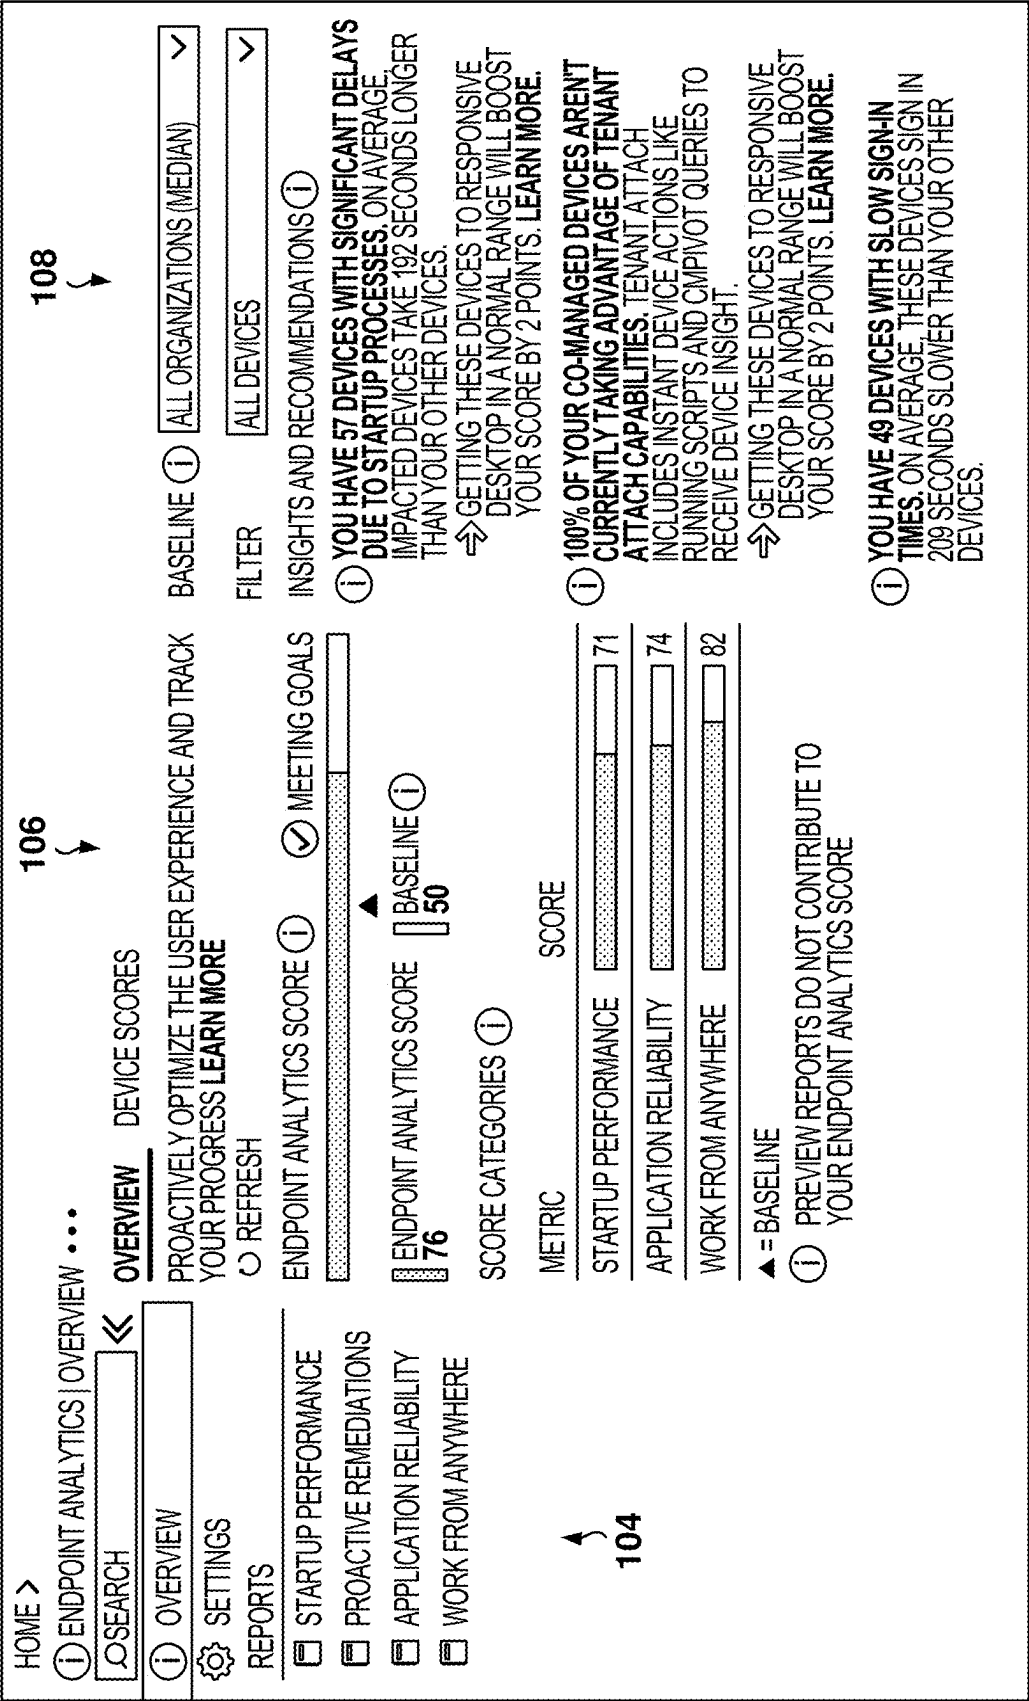 HOME >
ENDPOINT ANALYTICS | OVERVIEW •••
SEARCH
OVERVIEW
SETTINGS
REPORTS
STARTUP PERFORMANCE
PROACTIVE REMEDIATIONS
APPLICATION RELIABILITY
WORK FROM ANYWHERE
104
106
OVERVIEW DEVICE SCORES
PROACTIVELY OPTIMIZE THE USER EXPERIENCE AND TRACK
YOUR PROGRESS LEARN MORE
REFRESH
ENDPOINT ANALYTICS SCORE i MEETING GOALS
ENDPOINT ANALYTICS SCORE BASELINE i
76 50
SCORE CATEGORIES i
METRIC SCORE
STARTUP PERFORMANCE 71
APPLICATION RELIABILITY 74
WORK FROM ANYWHERE 82
▲ = BASELINE
i PREVIEW REPORTS DO NOT CONTRIBUTE TO
YOUR ENDPOINT ANALYTICS SCORE
108
BASELINE i ALL ORGANIZATIONS (MEDIAN)
FILTER ALL DEVICES
INSIGHTS AND RECOMMENDATIONS i
i YOU HAVE 57 DEVICES WITH SIGNIFICANT DELAYS
DUE TO STARTUP PROCESSES. ON AVERAGE,
IMPACTED DEVICES TAKE 192 SECONDS LONGER
THAN YOUR OTHER DEVICES.
GETTING THESE DEVICES TO RESPONSIVE
DESKTOP IN A NORMAL RANGE WILL BOOST
YOUR SCORE BY 2 POINTS. LEARN MORE.
i 100% OF YOUR CO-MANAGED DEVICES AREN'T
CURRENTLY TAKING ADVANTAGE OF TENANT
ATTACH CAPABILITIES. TENANT ATTACH
INCLUDES INSTANT DEVICE ACTIONS LIKE
RUNNING SCRIPTS AND CMPIVOT QUERIES TO
RECEIVE DEVICE INSIGHT.
GETTING THESE DEVICES TO RESPONSIVE
DESKTOP IN A NORMAL RANGE WILL BOOST
YOUR SCORE BY 2 POINTS. LEARN MORE.
i YOU HAVE 49 DEVICES WITH SLOW SIGN-IN
TIMES. ON AVERAGE, THESE DEVICES SIGN IN
209 SECONDS SLOWER THAN YOUR OTHER
DEVICES.